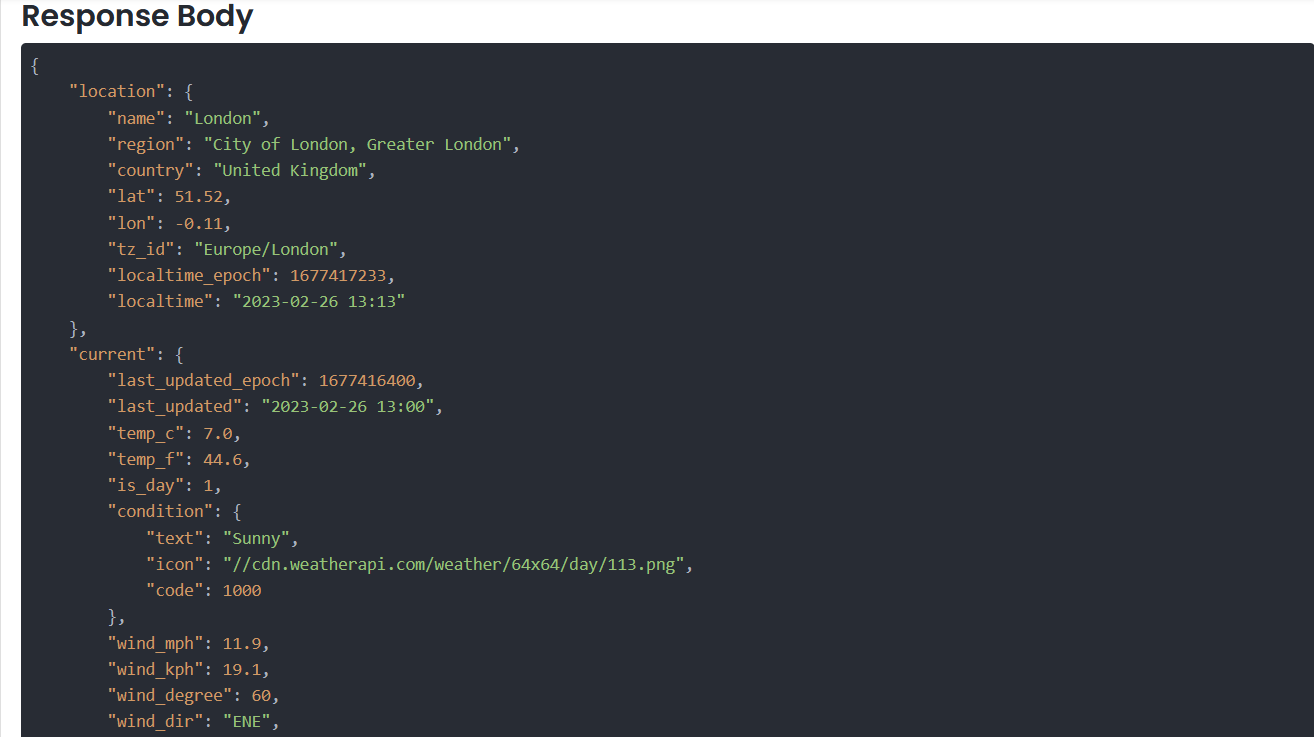 Response Body
{
    "location": {
        "name": "London",
        "region": "City of London, Greater London",
        "country": "United Kingdom",
        "lat": 51.52,
        "lon": -0.11,
        "tz_id": "Europe/London",
        "localtime_epoch": 1677417233,
        "localtime": "2023-02-26 13:13"
    },
    "current": {
        "last_updated_epoch": 1677416400,
        "last_updated": "2023-02-26 13:00",
        "temp_c": 7.0,
        "temp_f": 44.6,
        "is_day": 1,
        "condition": {
            "text": "Sunny",
            "icon": "//cdn.weatherapi.com/weather/64x64/day/113.png",
            "code": 1000
        },
        "wind_mph": 11.9,
        "wind_kph": 19.1,
        "wind_degree": 60,
        "wind_dir": "ENE",